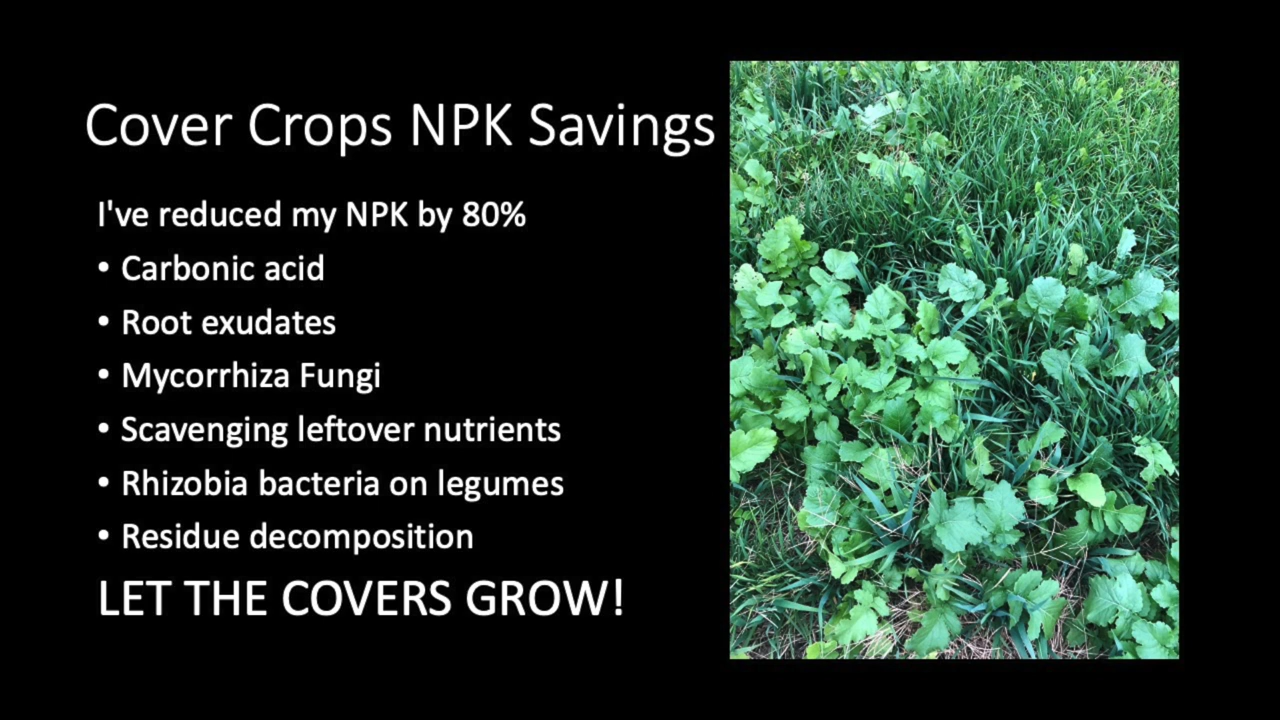 Cover Crops NPK Savings
I've reduced my NPK by 80%
• Carbonic acid
• Root exudates
• Mycorrhiza Fungi
• Scavenging leftover nutrients
• Rhizobia bacteria on legumes
• Residue decomposition
LET THE COVERS GROW!